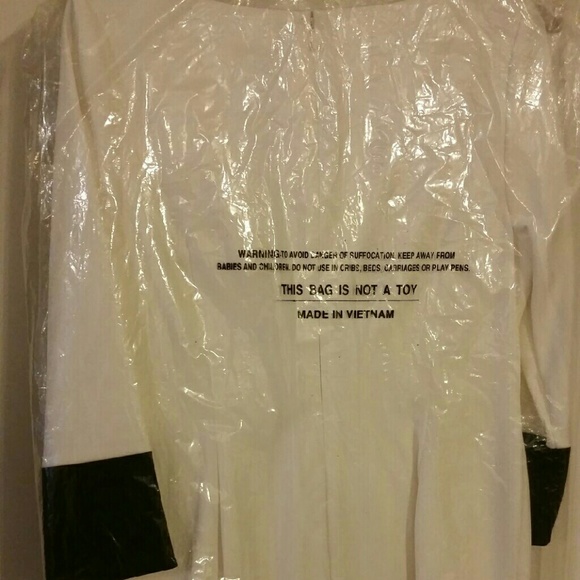 WARNING:TO AVOID DANGER OF SUFFOCATION. KEEP AWAY FROM
BABIES AND CHILDREN. DO NOT USE IN CRIBS, BEDS, CARRIAGES OR PLAY PENS.
THIS BAG IS NOT A TOY
MADE IN VIETNAM